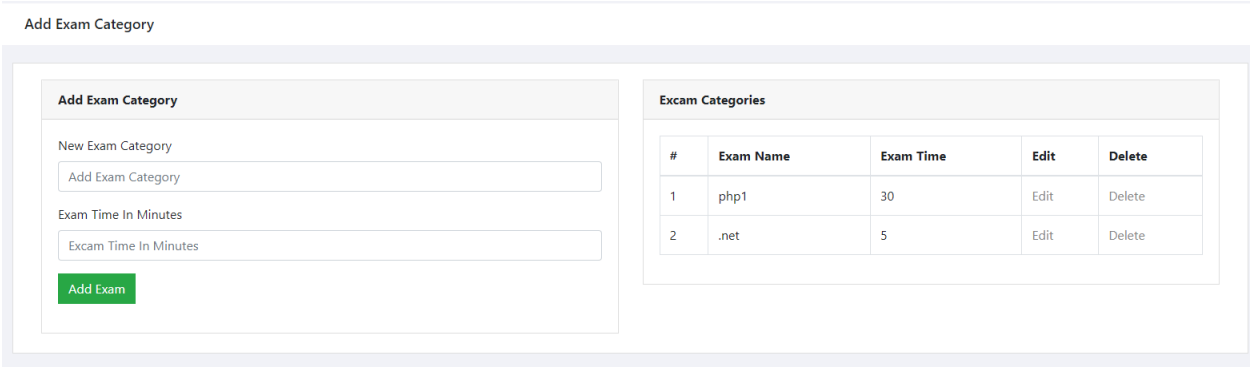 Add Exam Category
Add Exam Category
New Exam Category
Add Exam Category
Exam Time In Minutes
Excam Time In Minutes
Add Exam
Excam Categories
# Exam Name Exam Time Edit Delete
1 php1 30 Edit Delete
2 .net 5 Edit Delete